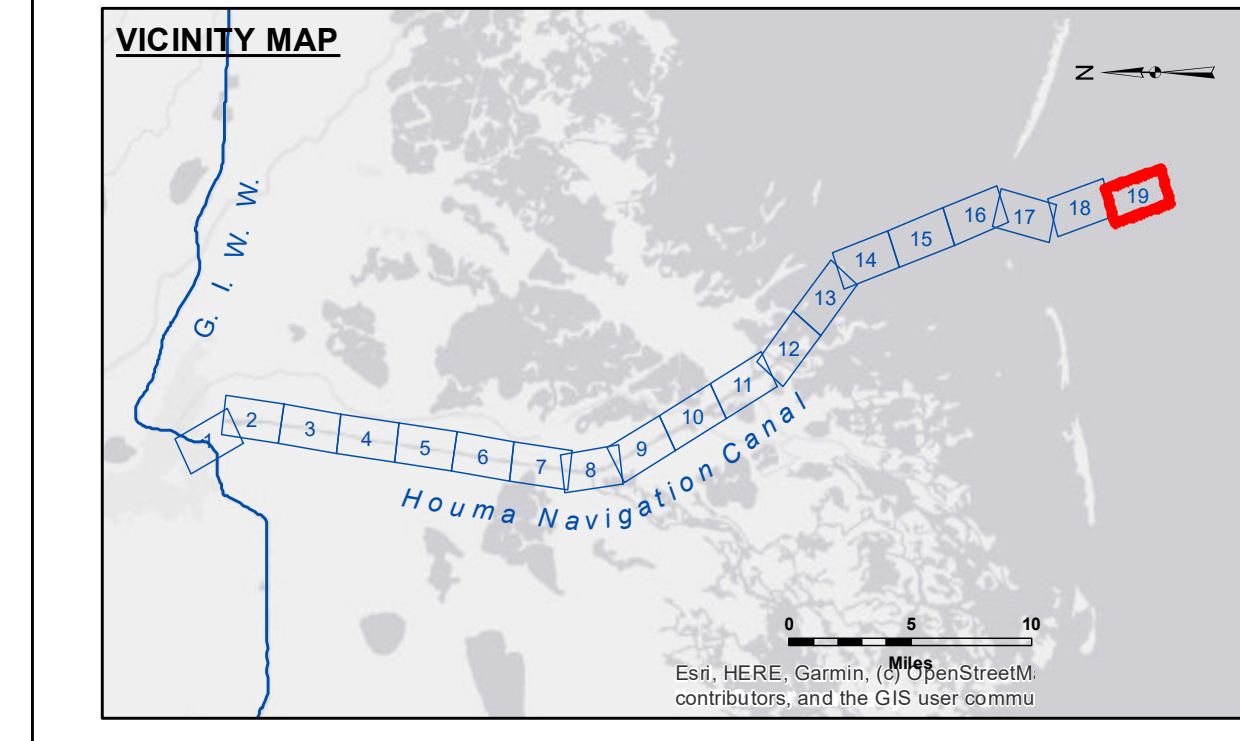 VICINITY MAP
N
G. I. W. W.
1
2
3
4
5
6
7
8
9
10
11
12
13
14
15
16
17
18
19
Houma Navigation Canal
0 5 10
Miles
Esri, HERE, Garmin, (c) OpenStreetM
contributors, and the GIS user commu